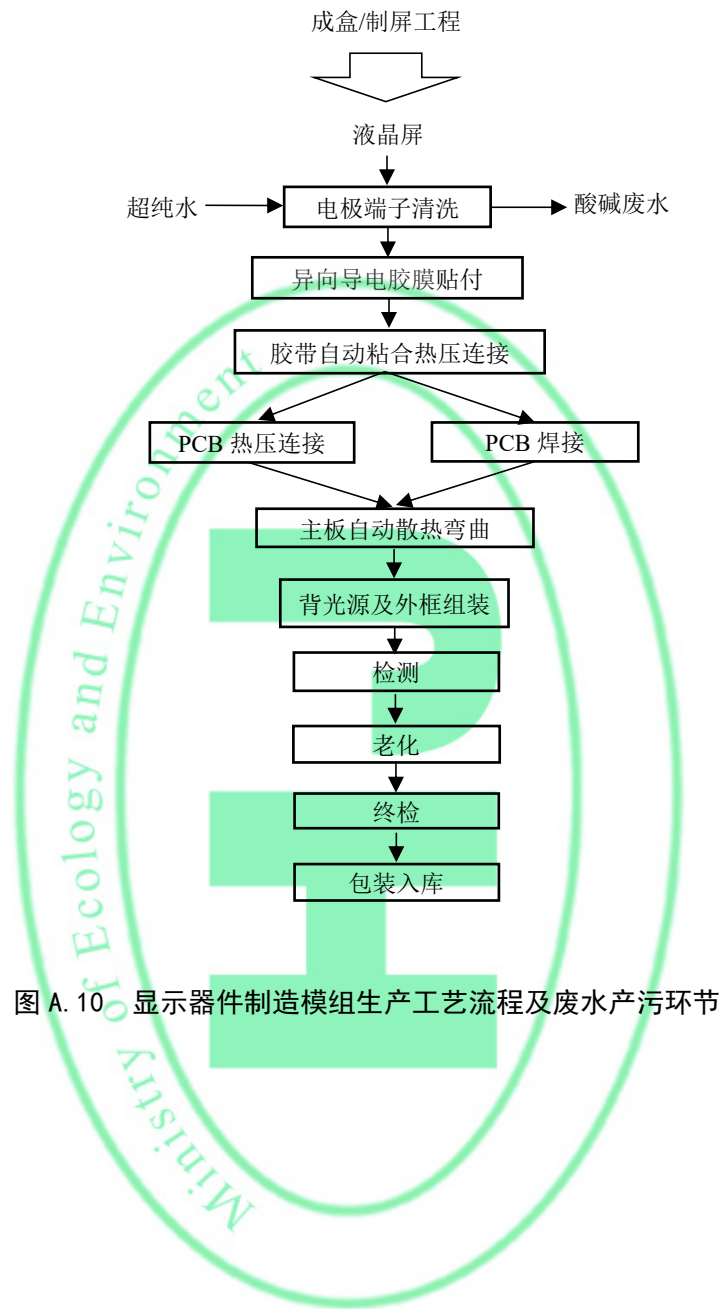 成盒/制屏工程
液晶屏
超纯水
电极端子清洗
酸碱废水
异向导电胶膜贴付
胶带自动粘合热压连接
PCB 热压连接
PCB 焊接
主板自动散热弯曲
背光源及外框组装
检测
老化
终检
包装入库
图 A.10 显示器件制造模组生产工艺流程及废水产污环节
Ministry of Ecology and Environment